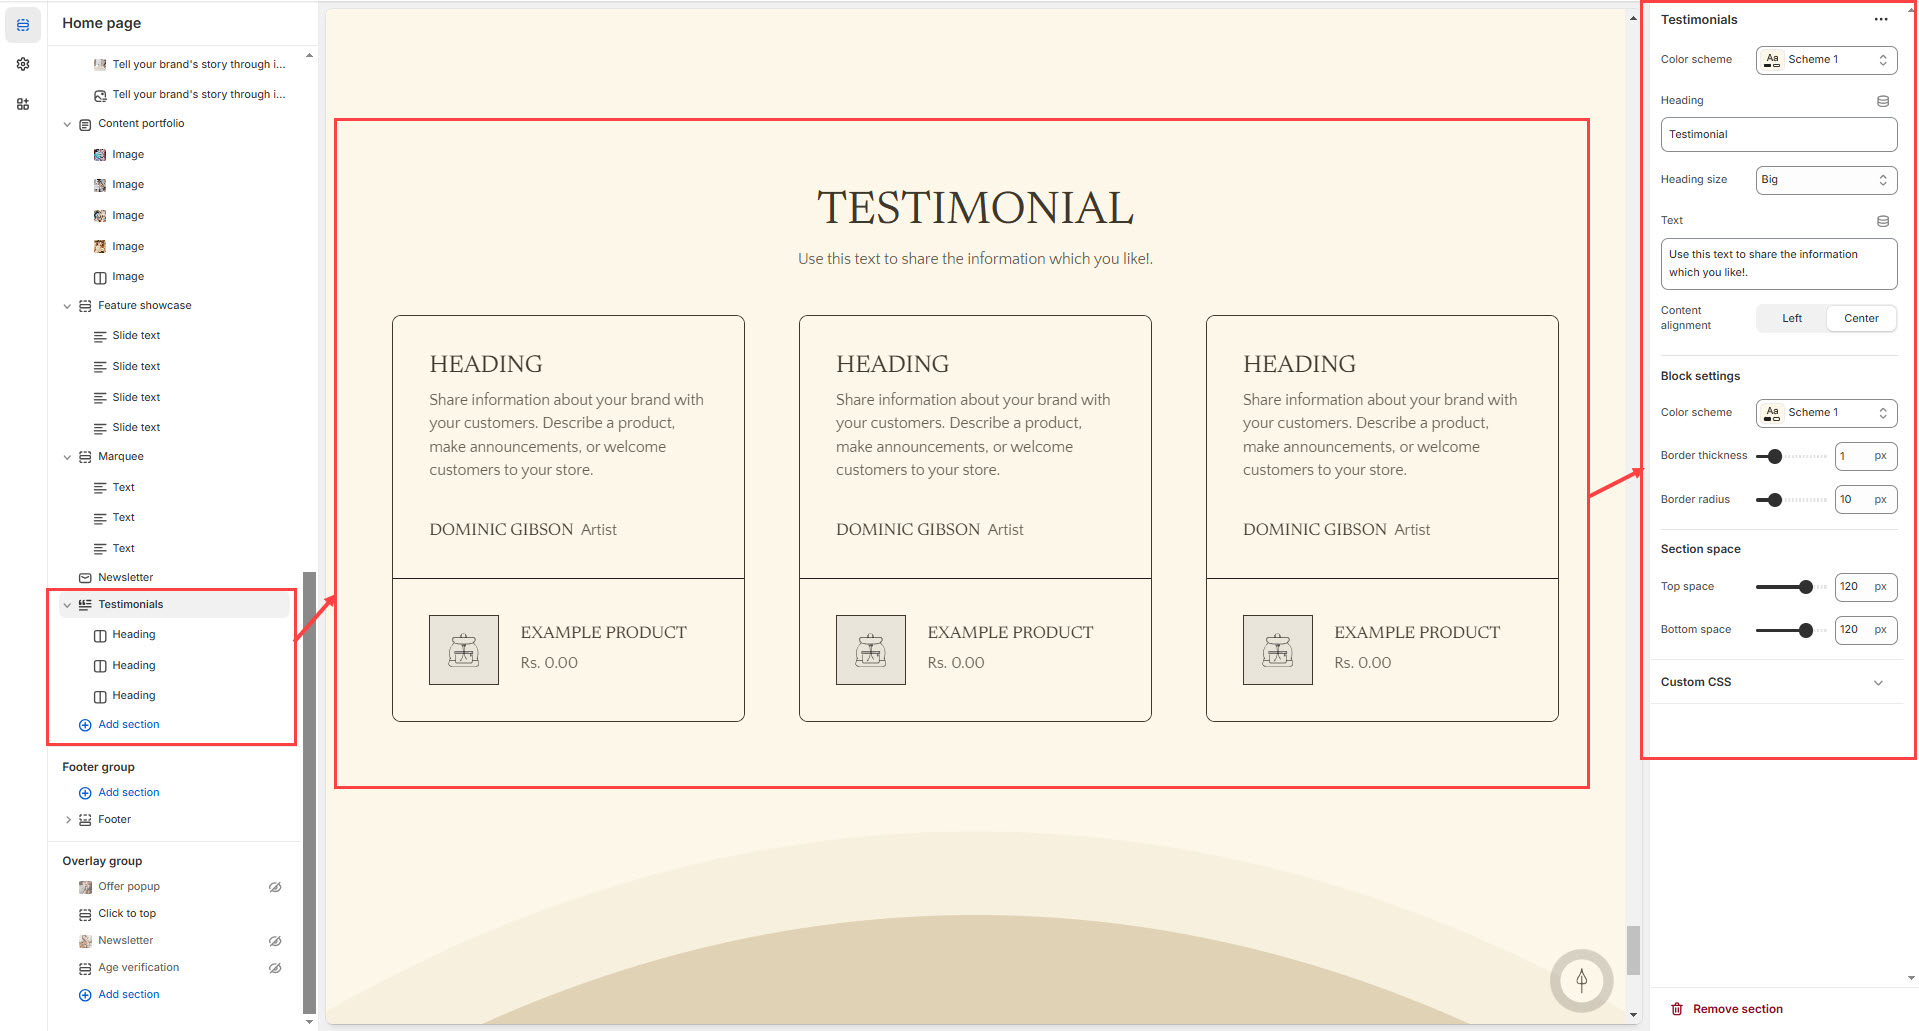 Home page
Tell your brand's story through i...
Tell your brand's story through i...
Content portfolio
Image
Image
Image
Image
Image
Feature showcase
Slide text
Slide text
Slide text
Slide text
Marquee
Text
Text
Text
Newsletter
Testimonials
Heading
Heading
Heading
Add section
Footer group
Add section
Footer
Overlay group
Offer popup
Click to top
Newsletter
Age verification
Add section
TESTIMONIAL
Use this text to share the information which you like!.
HEADING
Share information about your brand with
your customers. Describe a product,
make announcements, or welcome
customers to your store.
DOMINIC GIBSON Artist
EXAMPLE PRODUCT
Rs. 0.00
HEADING
Share information about your brand with
your customers. Describe a product,
make announcements, or welcome
customers to your store.
DOMINIC GIBSON Artist
EXAMPLE PRODUCT
Rs. 0.00
HEADING
Share information about your brand with
your customers. Describe a product,
make announcements, or welcome
customers to your store.
DOMINIC GIBSON Artist
EXAMPLE PRODUCT
Rs. 0.00
Testimonials
Color scheme Aa Scheme 1
Heading
Testimonial
Heading size Big
Text
Use this text to share the information
which you like!.
Content
alignment
Left Center
Block settings
Color scheme Aa Scheme 1
Border thickness 1 px
Border radius 10 px
Section space
Top space 120 px
Bottom space 120 px
Custom CSS
Remove section